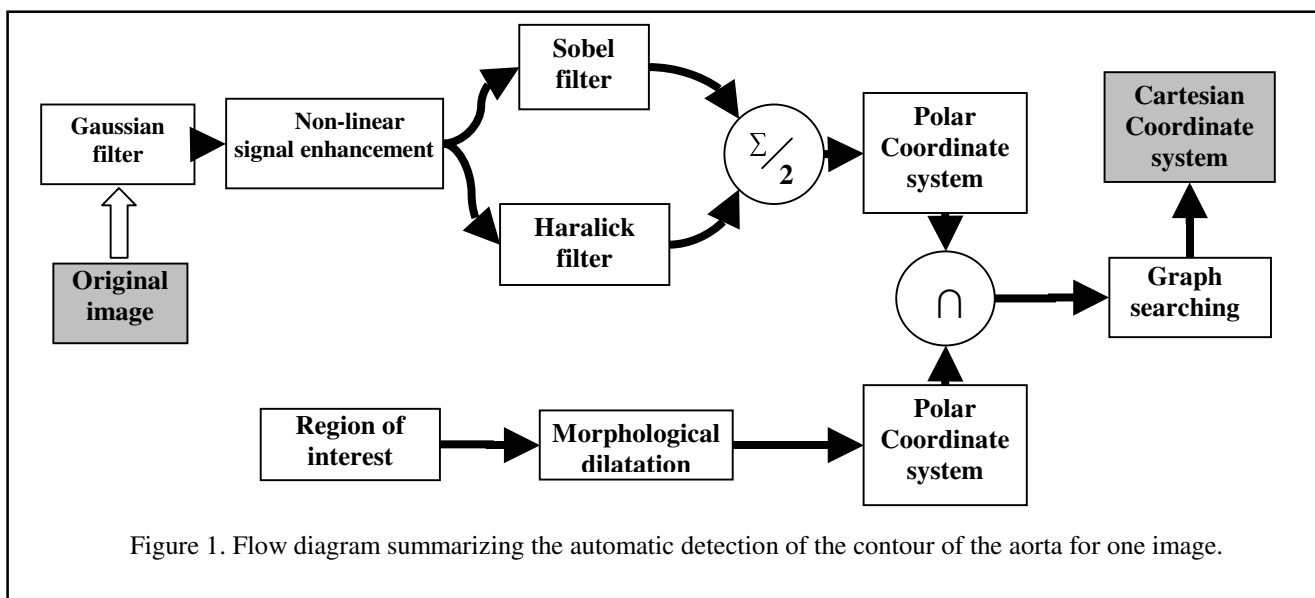 Sobel
filter
Cartesian
Coordinate
system
Gaussian
filter
Non-linear
signal enhancement
Polar
Coordinate
system
Σ/2
Haralick
filter
Original
image
∩
Graph
searching
Region of
interest
Morphological
dilatation
Polar
Coordinate
system
Figure 1. Flow diagram summarizing the automatic detection of the contour of the aorta for one image.